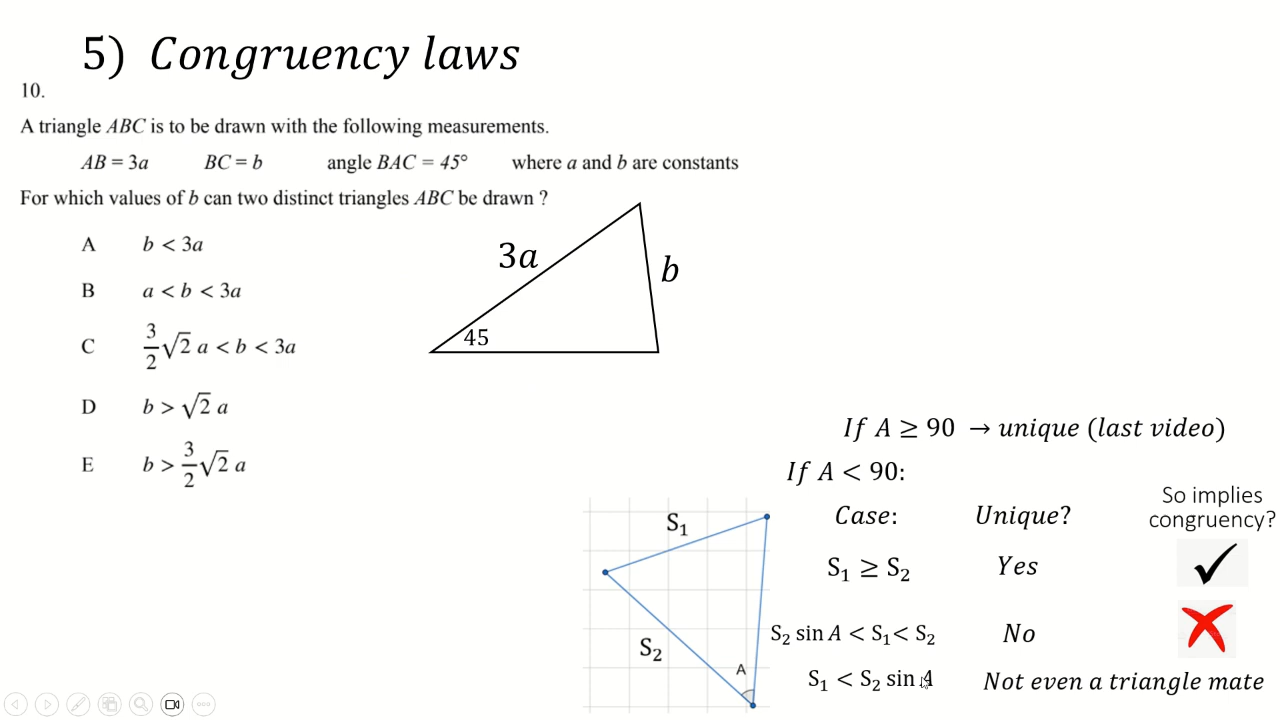 5) Congruency laws
10.
A triangle ABC is to be drawn with the following measurements.
AB = 3a BC = b angle BAC = 45° where a and b are constants
For which values of b can two distinct triangles ABC be drawn ?
A b < 3a
B a < b < 3a
C 3/2 √2 a < b < 3a
D b > √2 a
E b > 3/2 √2 a
3a
b
45
If A ≥ 90 → unique (last video)
If A < 90:
Case: Unique? So implies congruency?
S₁ ≥ S₂ Yes
S₂ sin A < S₁ < S₂ No
S₁ < S₂ sin A Not even a triangle mate
S₁
S₂
A